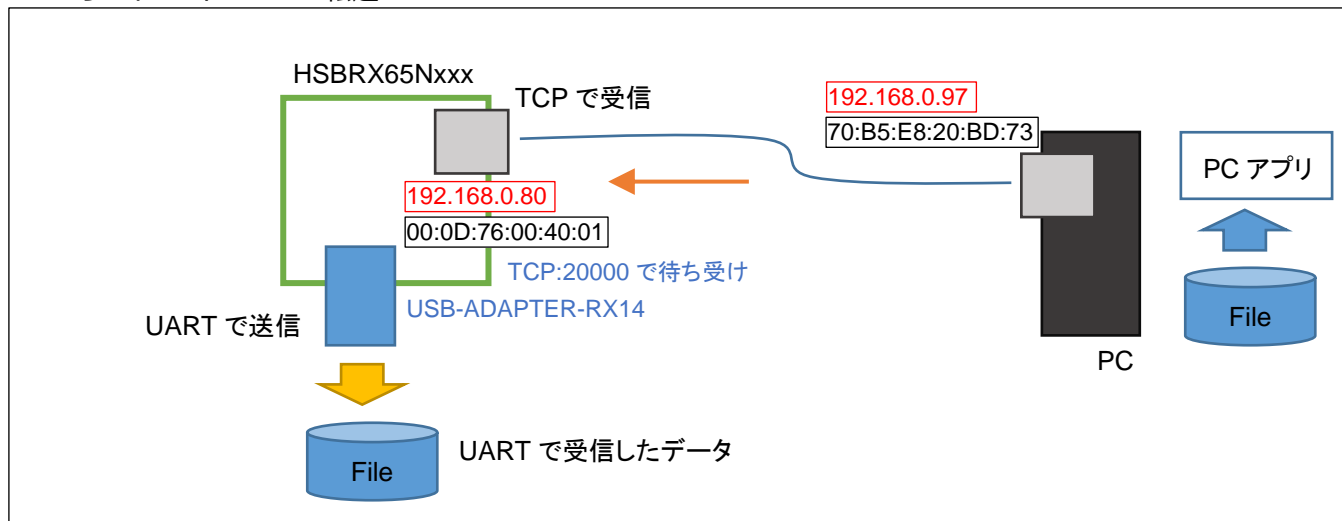 HSBRX65Nxxx
TCP で受信
192.168.0.97
70:B5:E8:20:BD:73
PC アプリ
192.168.0.80
00:0D:76:00:40:01
TCP:20000 で待ち受け
USB-ADAPTER-RX14
UART で送信
File
PC
File
UART で受信したデータ